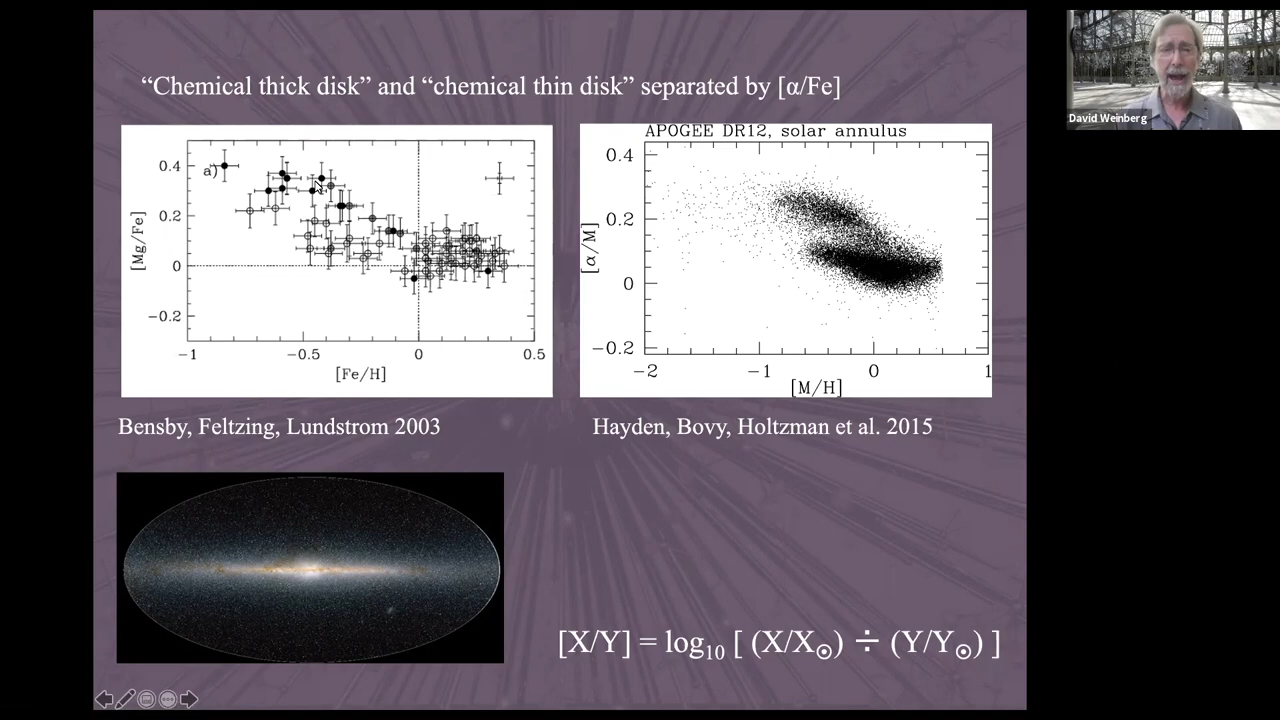 “Chemical thick disk” and “chemical thin disk” separated by [α/Fe]
a)
0.4
0.2
0
−0.2
[Mg/Fe]
−1
−0.5
0
0.5
[Fe/H]
APOGEE DR12, solar annulus
0.4
0.2
0
−0.2
[α/M]
−2
−1
0
1
[M/H]
Bensby, Feltzing, Lundstrom 2003
Hayden, Bovy, Holtzman et al. 2015
[X/Y] = log₁₀ [ (X/X☉) ÷ (Y/Y☉) ]
David Weinberg